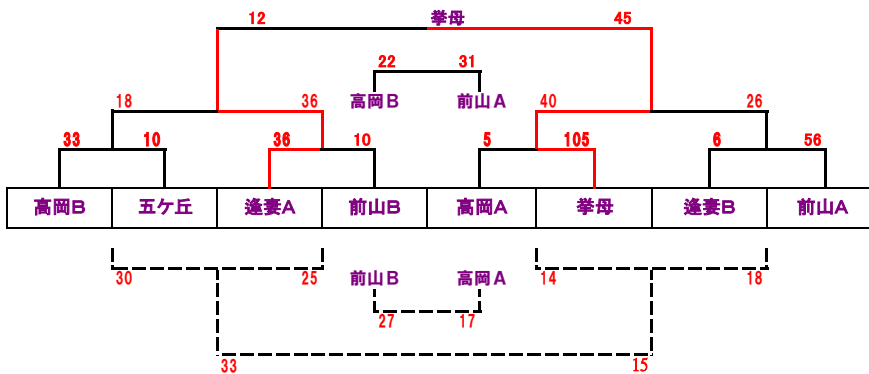 12 挙母 45
22 31
高岡B 前山A
18 36 40 26
33 10 36 10 5 105 6 56
高岡B 五ケ丘 逢妻A 前山B 高岡A 挙母 逢妻B 前山A
30 25 前山B 高岡A 14 18
27 17
33 15